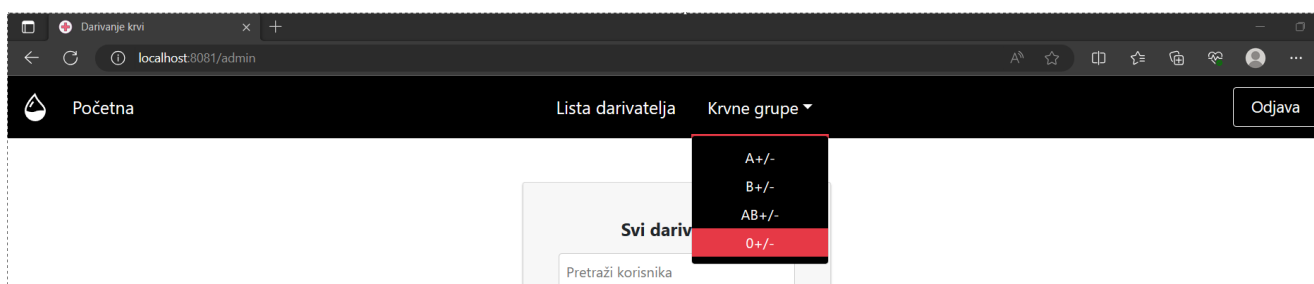 Darivanje krvi
localhost:8081/admin
Početna
Lista darivatelja
Krvne grupe
Odjava
A+/-
B+/-
AB+/-
0+/-
Svi dariv
Pretraži korisnika